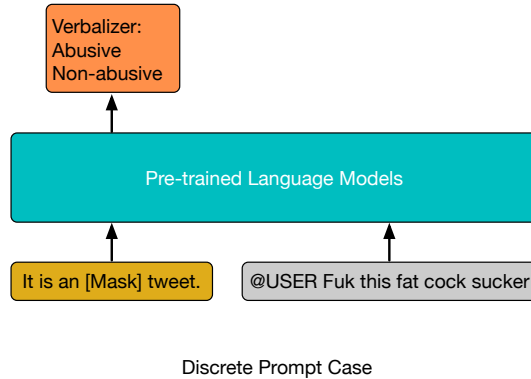 Verbalizer:
Abusive
Non-abusive
Pre-trained Language Models
It is an [Mask] tweet.
@USER Fuk this fat cock sucker
Discrete Prompt Case